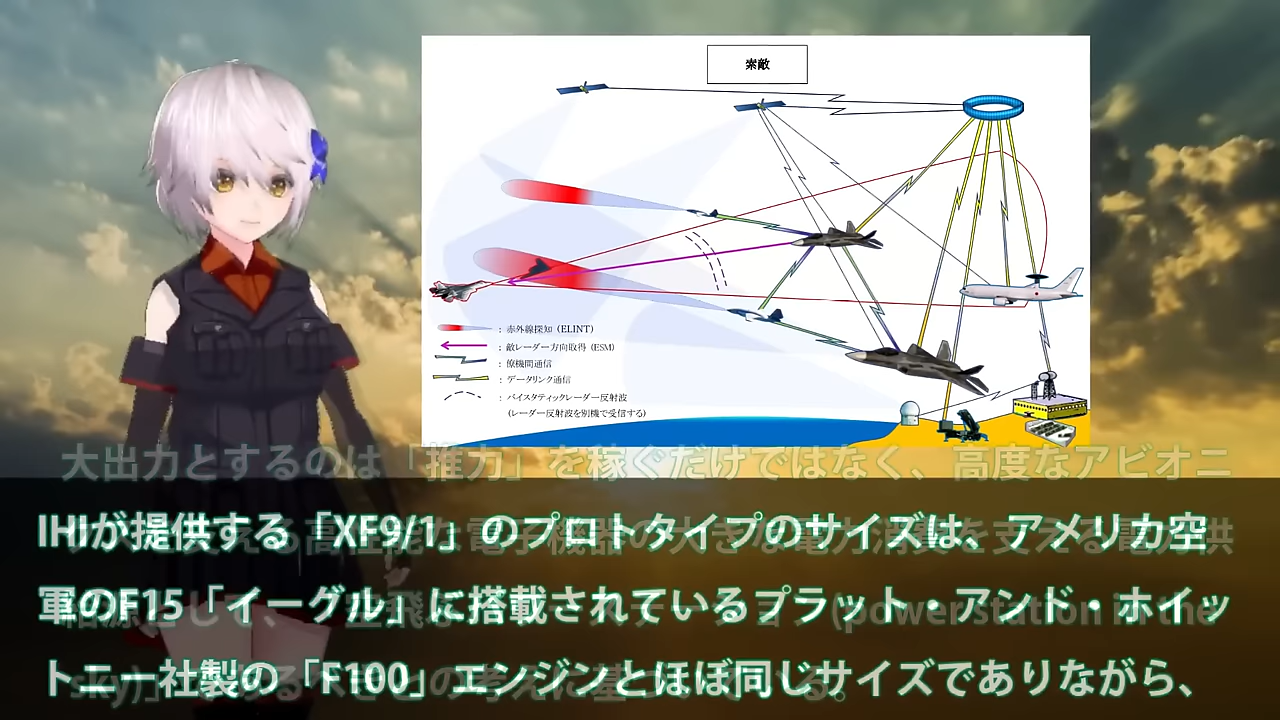 索敵
: 赤外線探知 (ELINT)
: 敵レーダー方向取得 (ESM)
: 僚機間通信
: データリンク通信
: バイスタティックレーダー反射波
(レーダー反射波を別機で受信する)
大出力とするのは「推力」を稼ぐだけではなく、高度なアビオニ
IHIが提供する「XF9/1」のプロトタイプのサイズは、アメリカ空
軍のF15「イーグル」に搭載されているプラット・アンド・ホイッ
トニー社製の「F100」エンジンとほぼ同じサイズでありながら、